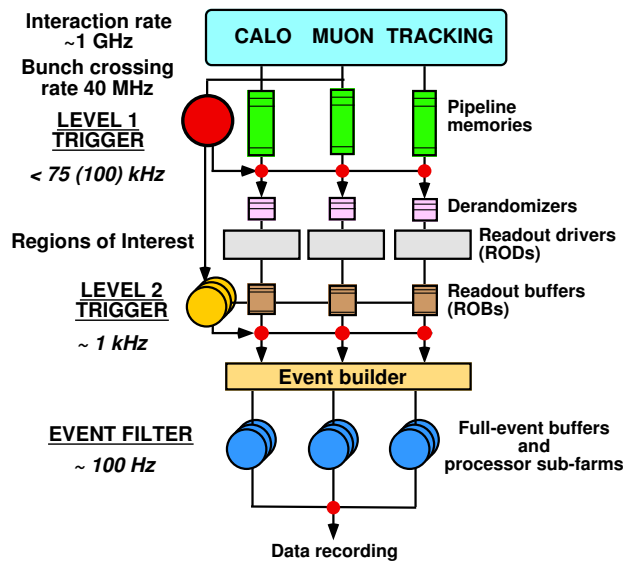 Interaction rate
~1 GHz
CALO MUON TRACKING
Bunch crossing
rate 40 MHz
LEVEL 1
TRIGGER
< 75 (100) kHz
Pipeline
memories
Derandomizers
Regions of Interest
Readout drivers
(RODs)
LEVEL 2
TRIGGER
~ 1 kHz
Readout buffers
(ROBs)
Event builder
EVENT FILTER
~ 100 Hz
Full-event buffers
and
processor sub-farms
Data recording